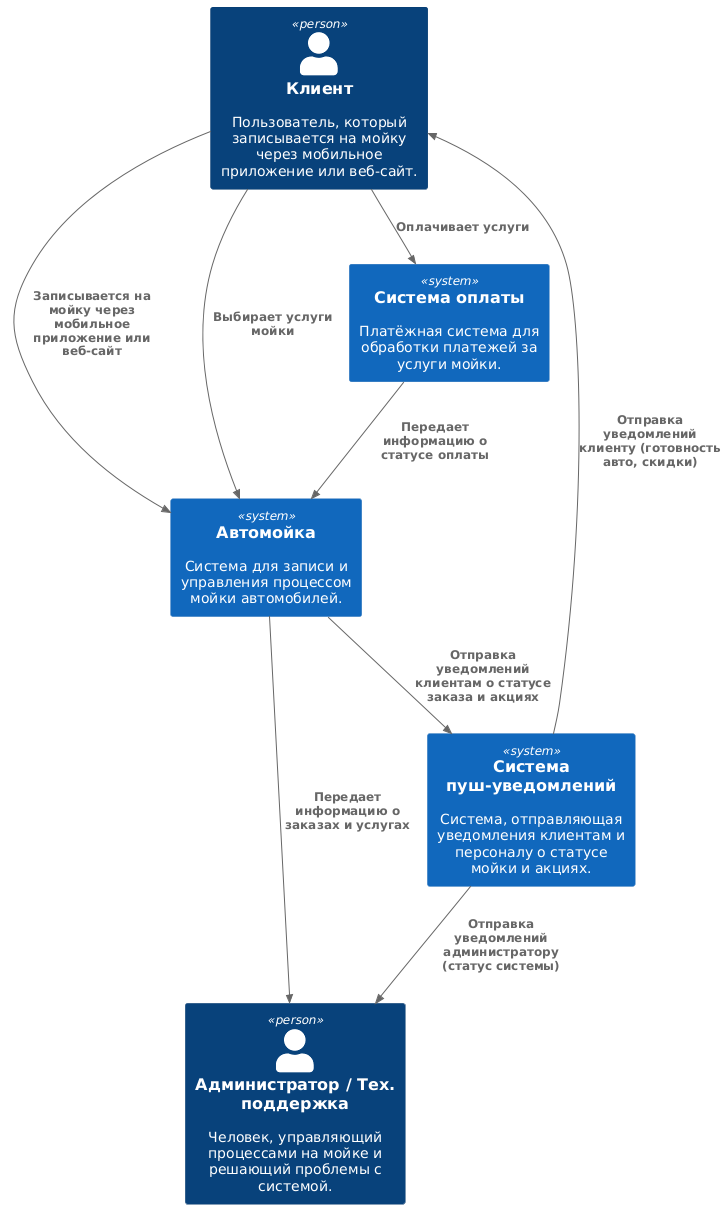 «person»
Клиент
Пользователь, который
записывается на мойку
через мобильное
приложение или веб-сайт.
Оплачивает услуги
«system»
Система оплаты
Платёжная система для
обработки платежей за
услуги мойки.
Записывается на
мойку через
мобильное
приложение или
веб-сайт
Выбирает услуги
мойки
Передает
информацию о
статусе оплаты
Отправка
уведомлений
клиенту (готовность
авто, скидки)
«system»
Автомойка
Система для записи и
управления процессом
мойки автомобилей.
Отправка
уведомлений
клиентам о статусе
заказа и акциях
«system»
Система
пуш-уведомлений
Система, отправляющая
уведомления клиентам и
персоналу о статусе
мойки и акциях.
Передает
информацию о
заказах и услугах
Отправка
уведомлений
администратору
(статус системы)
«person»
Администратор / Тех.
поддержка
Человек, управляющий
процессами на мойке и
решающий проблемы с
системой.